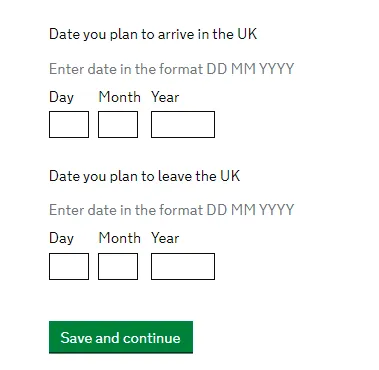 Date you plan to arrive in the UK
Enter date in the format DD MM YYYY
Day Month Year
Date you plan to leave the UK
Enter date in the format DD MM YYYY
Day Month Year
Save and continue